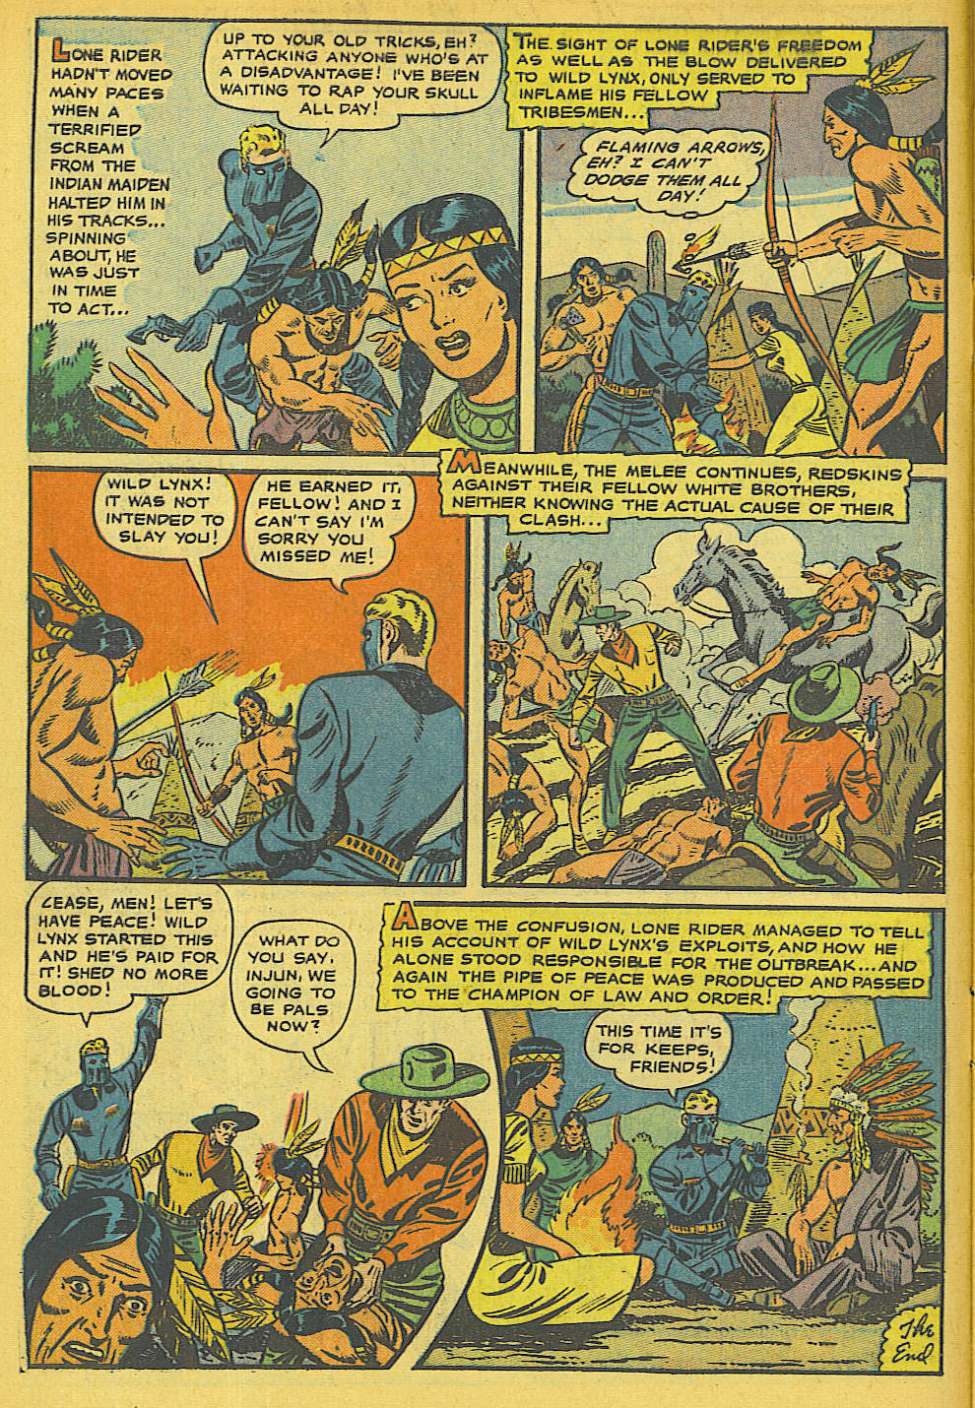 LONE RIDER
HADN'T MOVED
MANY PACES
WHEN A
TERRIFIED
SCREAM
FROM THE
INDIAN MAIDEN
HALTED HIM IN
HIS TRACKS...
SPINNING
ABOUT, HE
WAS JUST
IN TIME
TO ACT...
UP TO YOUR OLD TRICKS, EH?
ATTACKING ANYONE WHO'S AT
A DISADVANTAGE! I'VE BEEN
WAITING TO RAP YOUR SKULL
ALL DAY!
THE SIGHT OF LONE RIDER'S FREEDOM
AS WELL AS THE BLOW DELIVERED
TO WILD LYNX, ONLY SERVED TO
INFLAME HIS FELLOW
TRIBESMEN...
FLAMING ARROWS,
EH? I CAN'T
DODGE THEM ALL
DAY!
WILD LYNX!
IT WAS NOT
INTENDED TO
SLAY YOU!
HE EARNED IT,
FELLOW! AND I
CAN'T SAY I'M
SORRY YOU
MISSED ME!
MEANWHILE, THE MELEE CONTINUES, REDSKINS
AGAINST THEIR FELLOW WHITE BROTHERS,
NEITHER KNOWING THE ACTUAL CAUSE OF THEIR
CLASH...
CEASE, MEN! LET'S
HAVE PEACE! WILD
LYNX STARTED THIS
AND HE'S PAID FOR
IT! SHED NO MORE
BLOOD!
WHAT DO
YOU SAY,
INJUN, WE
GOING TO
BE PALS
NOW?
ABOVE THE CONFUSION, LONE RIDER MANAGED TO TELL
HIS ACCOUNT OF WILD LYNX'S EXPLOITS, AND HOW HE
ALONE STOOD RESPONSIBLE FOR THE OUTBREAK...AND
AGAIN THE PIPE OF PEACE WAS PRODUCED AND PASSED
TO THE CHAMPION OF LAW AND ORDER!
THIS TIME IT'S
FOR KEEPS,
FRIENDS!
The
End